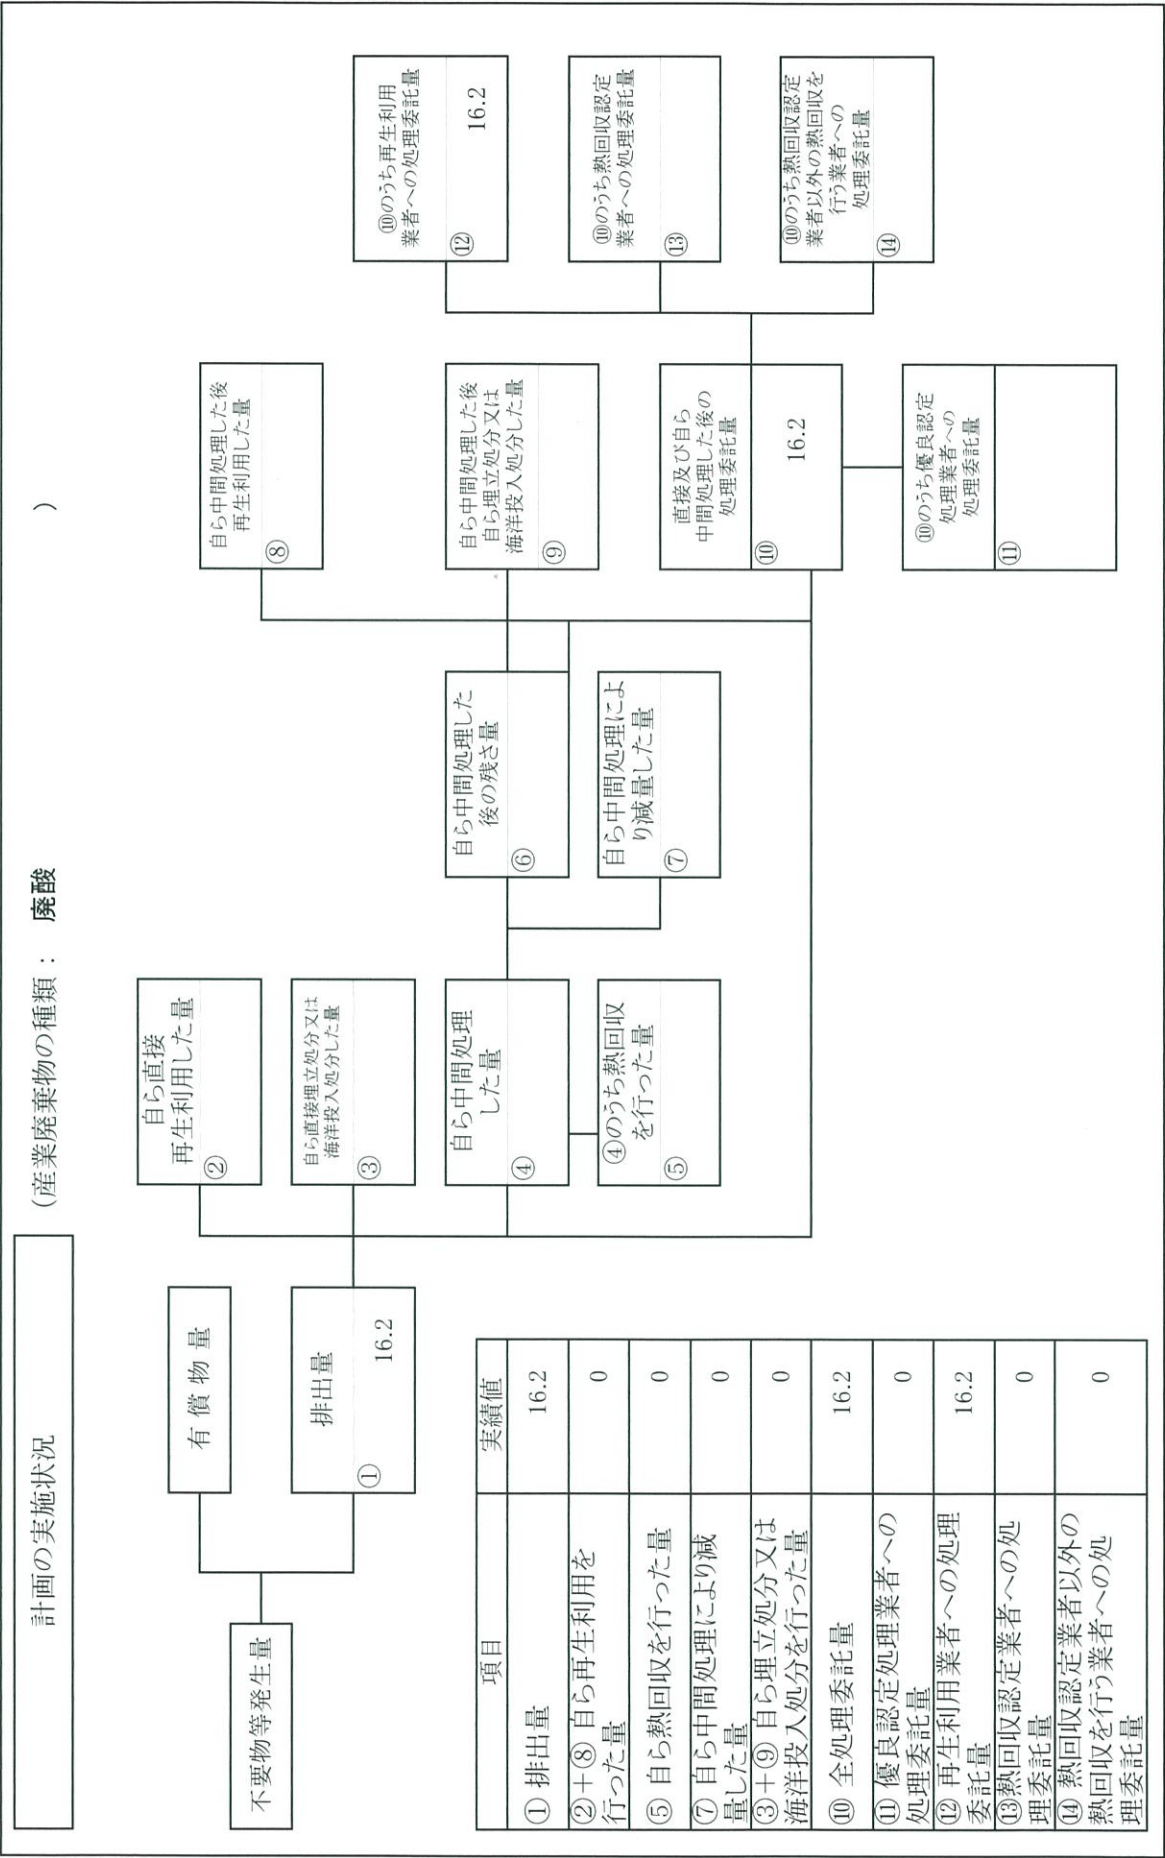 計画の実施状況
（産業廃棄物の種類： 廃酸 ）
不要物等発生量
有償物量
排出量
① 16.2
自ら直接
再生利用した量
②
自ら直接埋立処分又は
海洋投入処分した量
③
自ら中間処理
した量
④
④のうち熱回収
を行った量
⑤
自ら中間処理した
後の残さ量
⑥
自ら中間処理によ
り減量した量
⑦
自ら中間処理した後
再生利用した量
⑧
自ら中間処理した後
自ら埋立処分又は
海洋投入処分した量
⑨
直接及び自ら
中間処理した後の
処理委託量
⑩ 16.2
⑩のうち優良認定
処理業者への
処理委託量
⑪
⑩のうち再生利用
業者への処理委託量
⑫ 16.2
⑩のうち熱回収認定
業者への処理委託量
⑬
⑩のうち熱回収認定
業者以外の熱回収を
行う業者への
処理委託量
⑭
項目 実績値
① 排出量 16.2
②＋⑧ 自ら再生利用を
行った量 0
⑤ 自ら熱回収を行った量 0
⑦ 自ら中間処理により減
量した量 0
③＋⑨ 自ら埋立処分又は
海洋投入処分を行った量 0
⑩ 全処理委託量 16.2
⑪ 優良認定処理業者への
処理委託量 0
⑫ 再生利用業者への処理
委託量 16.2
⑬熱回収認定業者への処
理委託量 0
⑭ 熱回収認定業者以外の
熱回収を行う業者への処
理委託量 0